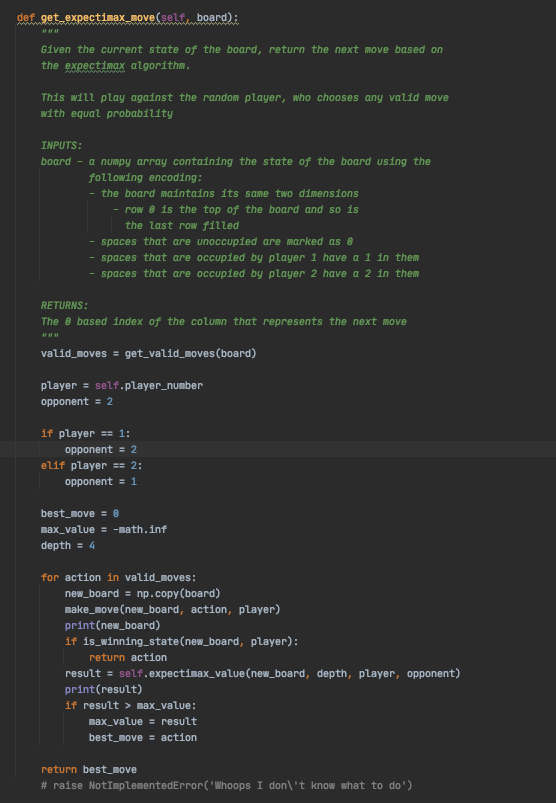 def get_expectimax_move(self, board):
    """
    Given the current state of the board, return the next move based on
    the expectimax algorithm.

    This will play against the random player, who chooses any valid move
    with equal probability

    INPUTS:
    board - a numpy array containing the state of the board using the
            following encoding:
            - the board maintains its same two dimensions
                - row 0 is the top of the board and so is
                  the last row filled
            - spaces that are unoccupied are marked as 0
            - spaces that are occupied by player 1 have a 1 in them
            - spaces that are occupied by player 2 have a 2 in them

    RETURNS:
    The 0 based index of the column that represents the next move
    """
    valid_moves = get_valid_moves(board)

    player = self.player_number
    opponent = 2

    if player == 1:
        opponent = 2
    elif player == 2:
        opponent = 1

    best_move = 0
    max_value = -math.inf
    depth = 4

    for action in valid_moves:
        new_board = np.copy(board)
        make_move(new_board, action, player)
        print(new_board)
        if is_winning_state(new_board, player):
            return action
        result = self.expectimax_value(new_board, depth, player, opponent)
        print(result)
        if result > max_value:
            max_value = result
            best_move = action

    return best_move
    # raise NotImplementedError('Whoops I don\'t know what to do')